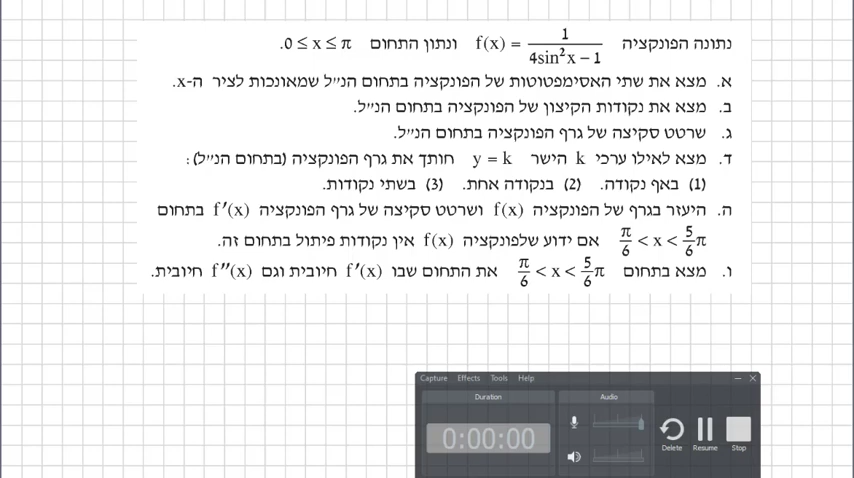 נתונה הפונקציה f(x) = 1 / (4sin²x − 1) ונתון התחום 0 ≤ x ≤ π.
א. מצא את שתי האסימפטוטות של הפונקציה בתחום הנ״ל שמאונכות לציר ה-x.
ב. מצא את נקודות הקיצון של הפונקציה בתחום הנ״ל.
ג. שרטט סקיצה של גרף הפונקציה בתחום הנ״ל.
ד. מצא לאילו ערכי k הישר y = k חותך את גרף הפונקציה (בתחום הנ״ל):
(1) באף נקודה. (2) בנקודה אחת. (3) בשתי נקודות.
ה. היעזר בגרף של הפונקציה f(x) ושרטט סקיצה של גרף הפונקציה f′(x) בתחום
π/6 < x < 5/6 π אם ידוע שלפונקציה f(x) אין נקודות פיתול בתחום זה.
ו. מצא בתחום π/6 < x < 5/6 π את התחום שבו f′(x) חיובית וגם f″(x) חיובית.
Capture Effects Tools Help
Duration Audio
0:00:00
Delete Resume Stop